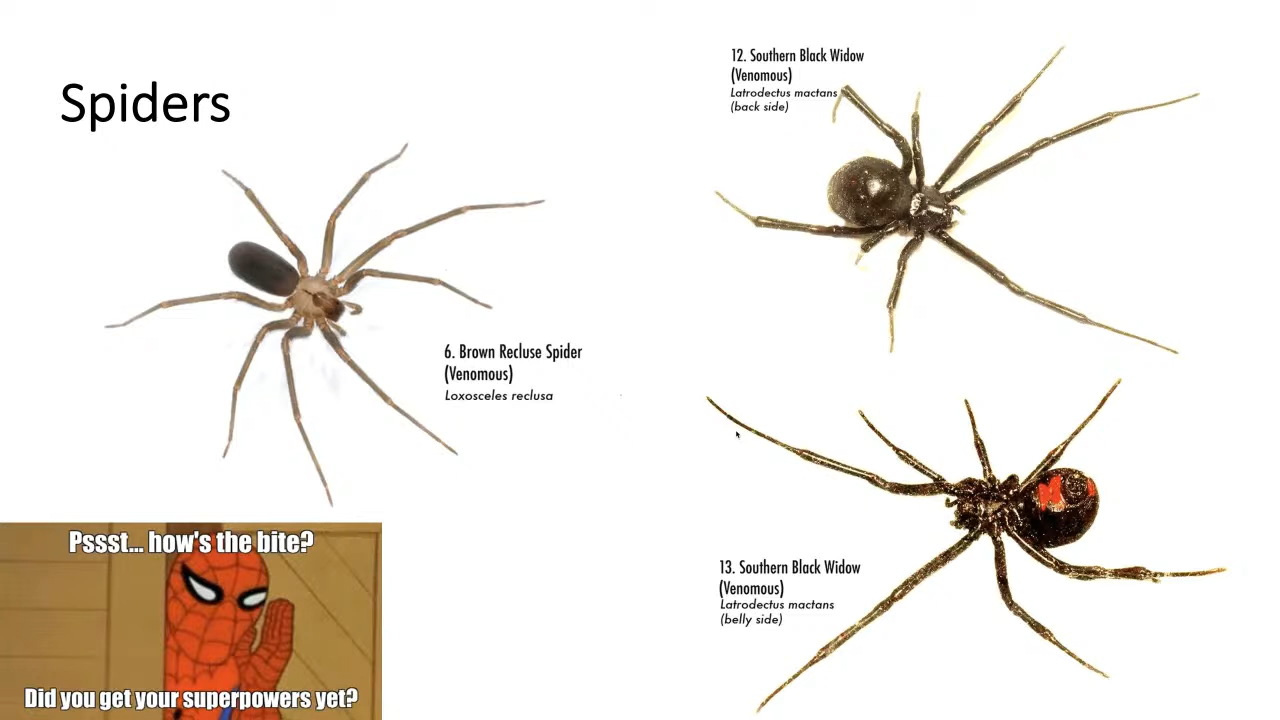 Spiders
6. Brown Recluse Spider
(Venomous)
Loxosceles reclusa
12. Southern Black Widow
(Venomous)
Latrodectus mactans
(back side)
13. Southern Black Widow
(Venomous)
Latrodectus mactans
(belly side)
Pssst... how's the bite?
Did you get your superpowers yet?